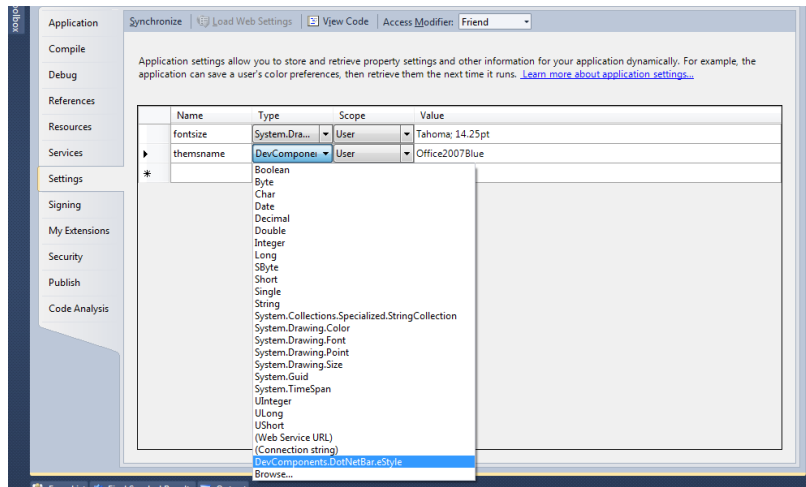 Toolbox
Application
Synchronize
Load Web Settings
View Code
Access Modifier: Friend
Compile
Debug
References
Resources
Services
Settings
Signing
My Extensions
Security
Publish
Code Analysis
Application settings allow you to store and retrieve property settings and other information for your application dynamically. For example, the
application can save a user's color preferences, then retrieve them the next time it runs. Learn more about application settings...
Name Type Scope Value
fontsize System.Dra... User Tahoma; 14.25pt
themsname DevComponei User Office2007Blue
Boolean
Byte
Char
Date
Decimal
Double
Integer
Long
SByte
Short
Single
String
System.Collections.Specialized.StringCollection
System.Drawing.Color
System.Drawing.Font
System.Drawing.Point
System.Drawing.Size
System.Guid
System.TimeSpan
UInteger
ULong
UShort
(Web Service URL)
(Connection string)
DevComponents.DotNetBar.eStyle
Browse...